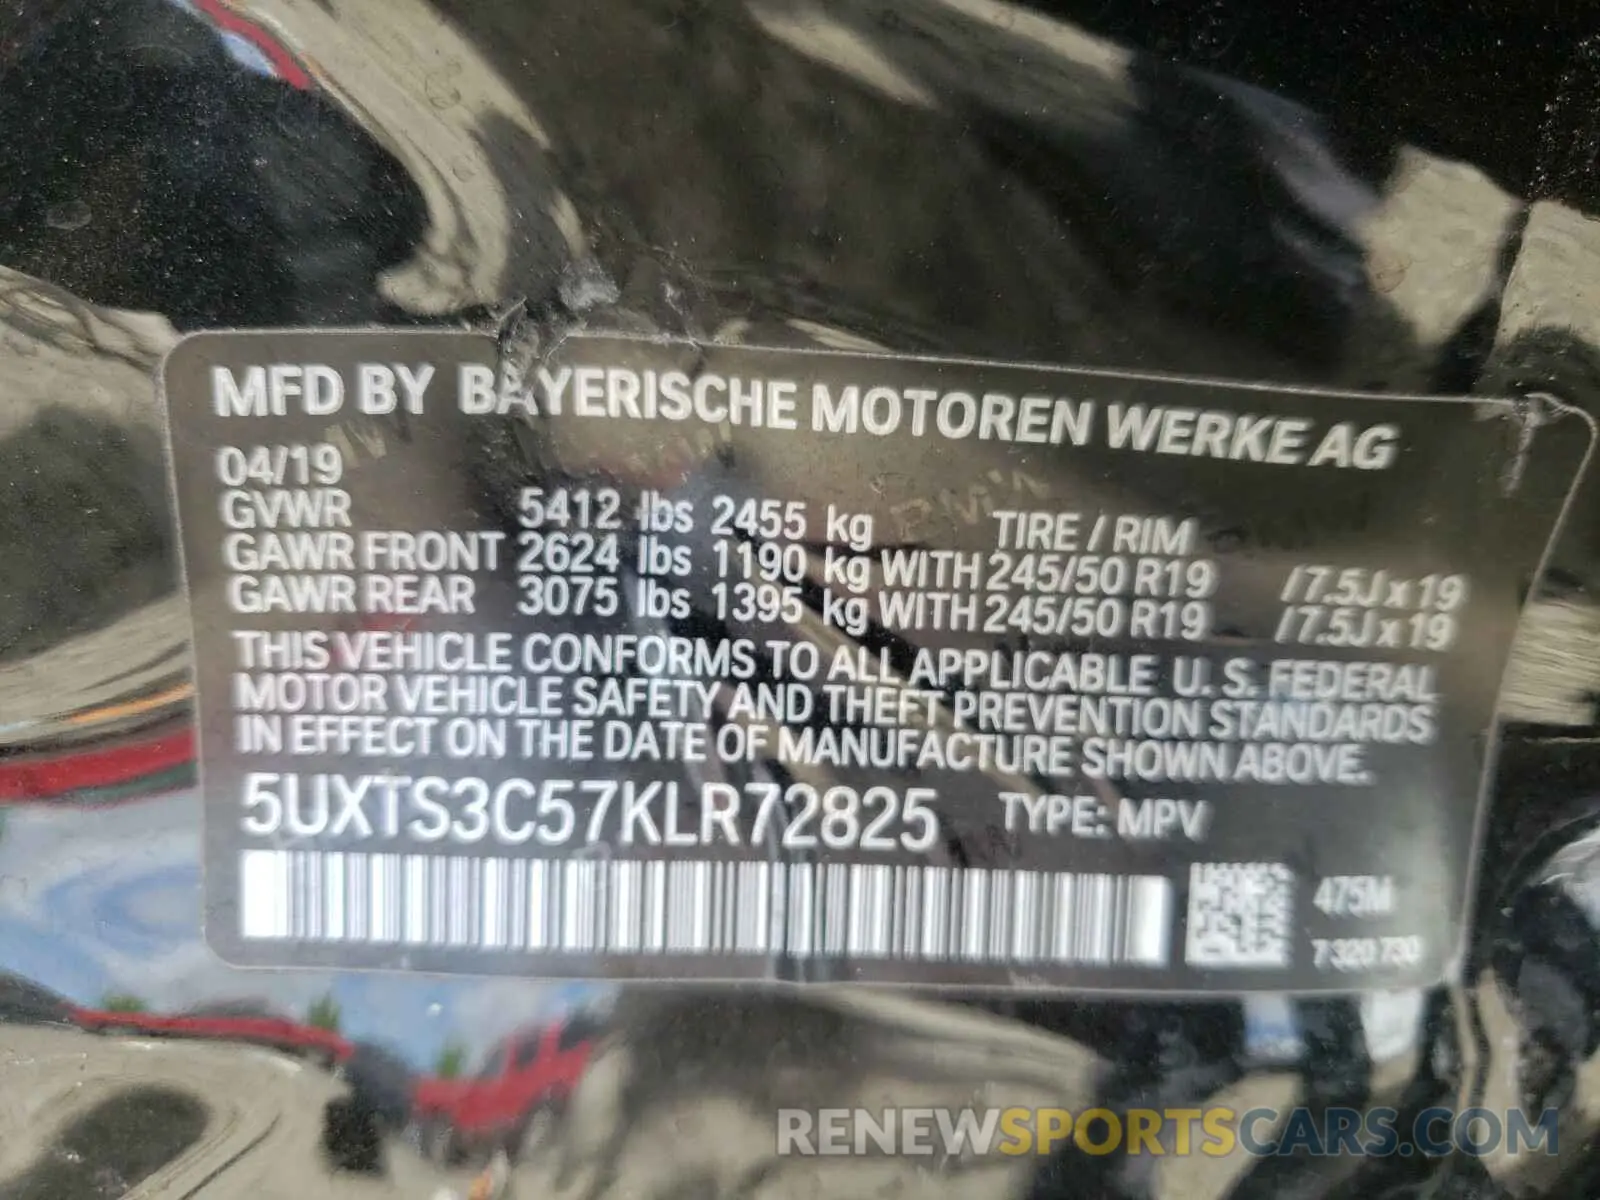 MFD BY BAYERISCHE MOTOREN WERKE AG
04/19
GVWR 5412 lbs 2455 kg TIRE / RIM
GAWR FRONT 2624 lbs 1190 kg WITH 245/50 R19 /7.5J x 19
GAWR REAR 3075 lbs 1395 kg WITH 245/50 R19 /7.5J x 19
THIS VEHICLE CONFORMS TO ALL APPLICABLE U. S. FEDERAL
MOTOR VEHICLE SAFETY AND THEFT PREVENTION STANDARDS
IN EFFECT ON THE DATE OF MANUFACTURE SHOWN ABOVE.
5UXTS3C57KLR72825 TYPE: MPV
475M
7 320 730
RENEWSPORTSCARS.COM